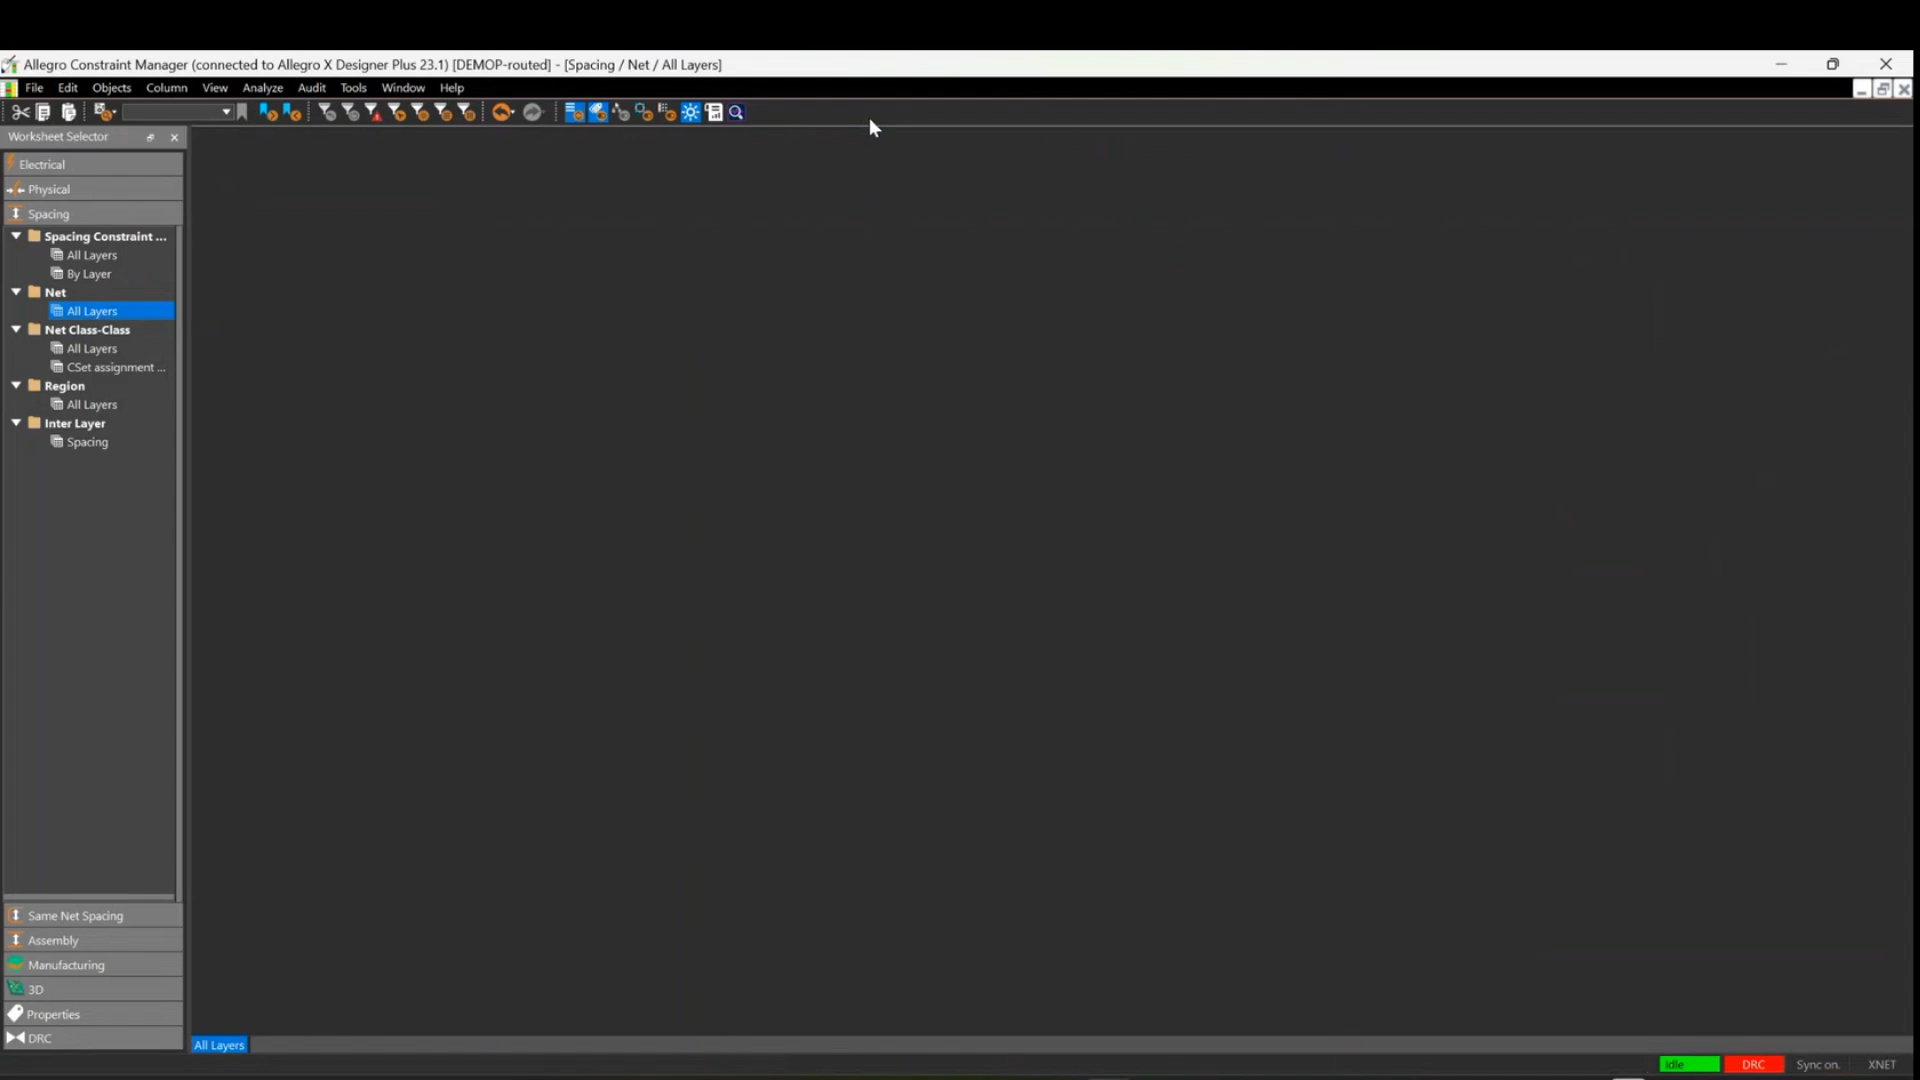 Allegro Constraint Manager (connected to Allegro X Designer Plus 23.1) [DEMOP-routed] - [Spacing / Net / All Layers]
File Edit Objects Column View Analyze Audit Tools Window Help
Worksheet Selector
Electrical
Physical
Spacing
Spacing Constraint ...
All Layers
By Layer
Net
All Layers
Net Class-Class
All Layers
CSet assignment ...
Region
All Layers
Inter Layer
Spacing
Same Net Spacing
Assembly
Manufacturing
3D
Properties
DRC
All Layers
Idle DRC Sync on. XNET